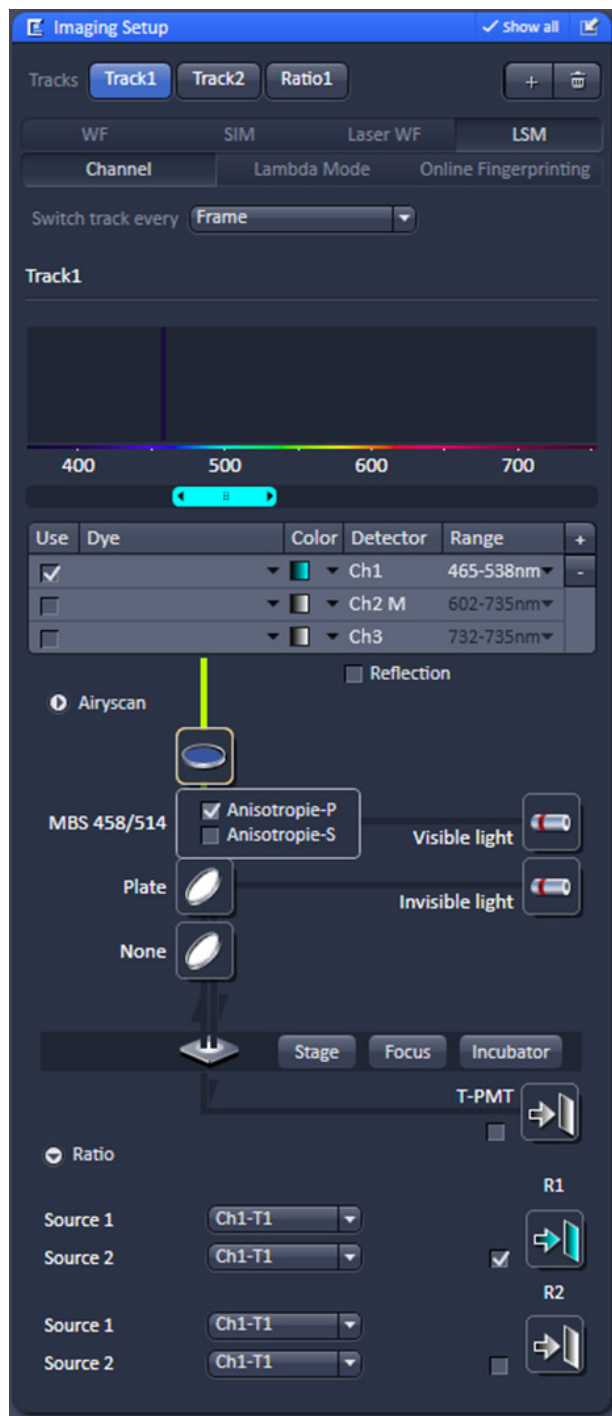 Imaging Setup Show all
Tracks Track1 Track2 Ratio1 +
WF SIM Laser WF LSM
Channel Lambda Mode Online Fingerprinting
Switch track every Frame
Track1
400 500 600 700
Use Dye Color Detector Range +
Ch1 465-538nm -
Ch2 M 602-735nm
Ch3 732-735nm
Reflection
Airyscan
MBS 458/514
Anisotropie-P
Anisotropie-S
Visible light
Plate
Invisible light
None
Stage Focus Incubator
T-PMT
Ratio
R1
Source 1 Ch1-T1
Source 2 Ch1-T1
R2
Source 1 Ch1-T1
Source 2 Ch1-T1